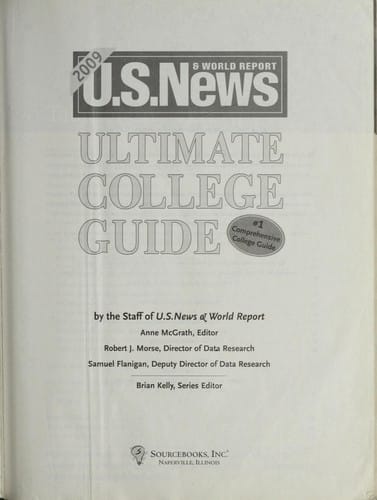 2009
& WORLD REPORT
U.S.News
ULTIMATE
COLLEGE
GUIDE
#1
Comprehensive
College Guide
by the Staff of U.S.News & World Report
Anne McGrath, Editor
Robert J. Morse, Director of Data Research
Samuel Flanigan, Deputy Director of Data Research
Brian Kelly, Series Editor
SOURCEBOOKS, INC.®
NAPERVILLE, ILLINOIS